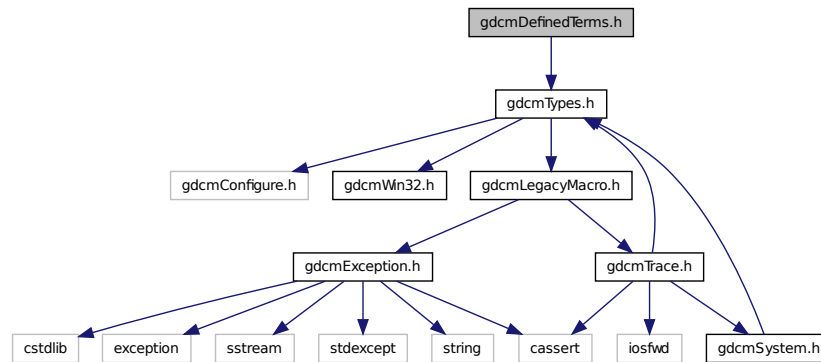 gdcmDefinedTerms.h
gdcmTypes.h
gdcmConfigure.h
gdcmWin32.h
gdcmLegacyMacro.h
gdcmException.h
gdcmTrace.h
cstdlib
exception
sstream
stdexcept
string
cassert
iosfwd
gdcmSystem.h